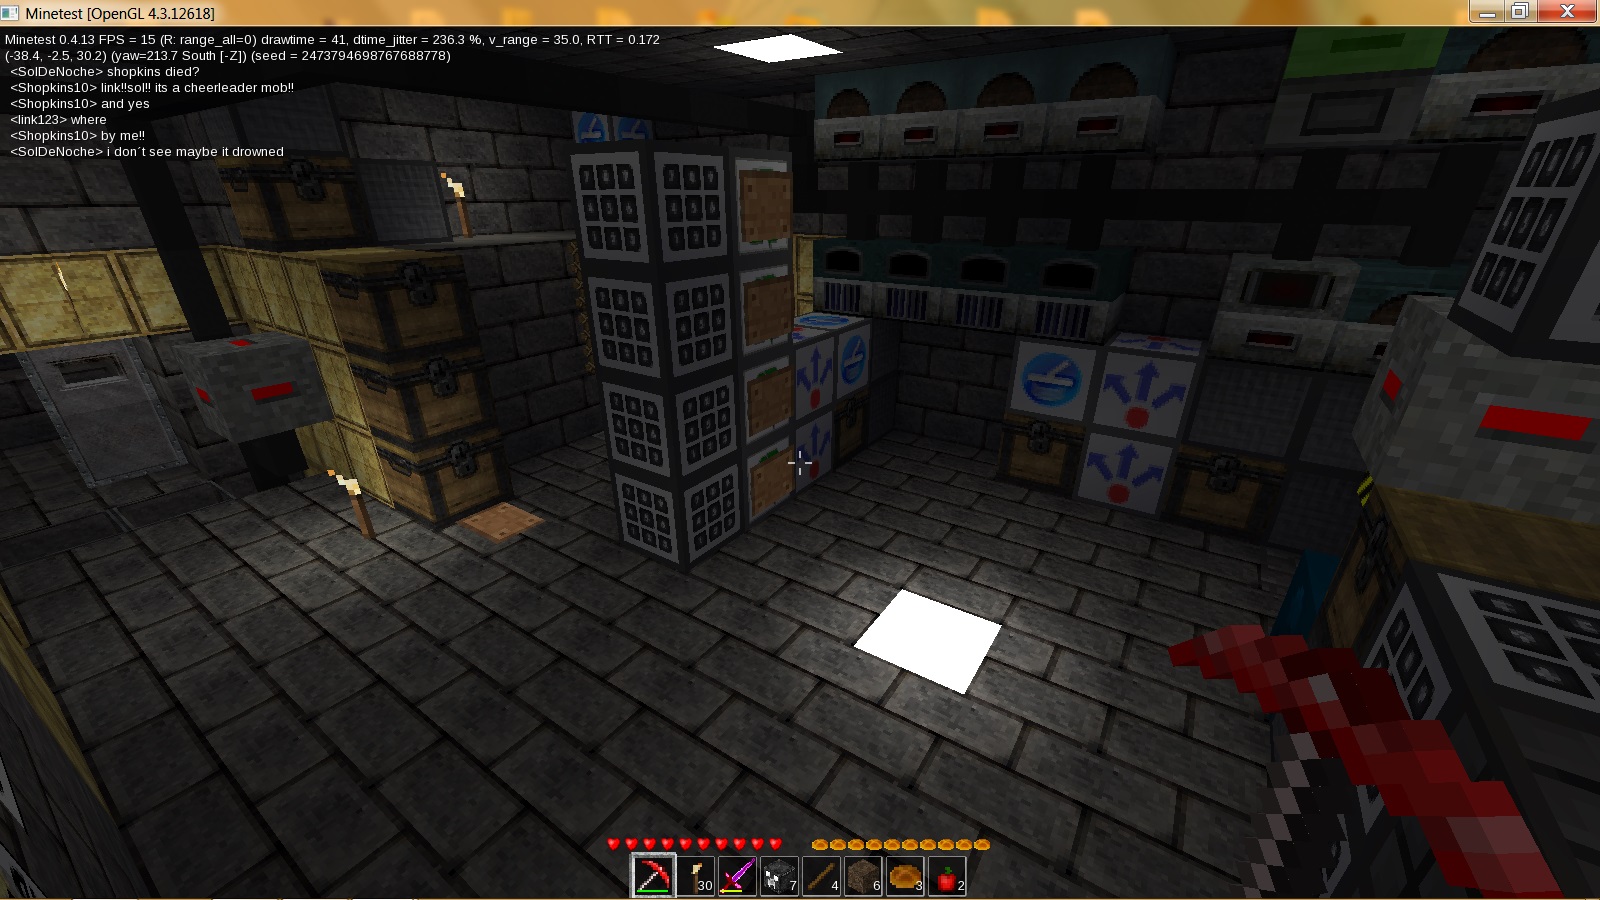 Minetest [OpenGL 4.3.12618]
Minetest 0.4.13 FPS = 15 (R: range_all=0) drawtime = 41, dtime_jitter = 236.3 %, v_range = 35.0, RTT = 0.172
(-38.4, -2.5, 30.2) (yaw=213.7 South [-Z]) (seed = 2473794698767688778)
<SolDeNoche> shopkins died?
<Shopkins10> link!!sol!! its a cheerleader mob!!
<Shopkins10> and yes
<link123> where
<Shopkins10> by me!!
<SolDeNoche> i don´t see maybe it drowned
30 7 4 6 3 2